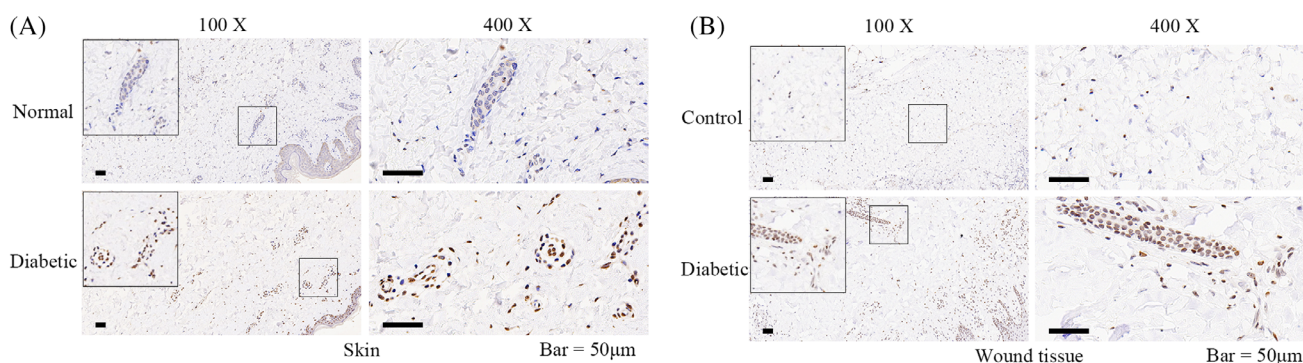 (A)
100 X
400 X
Normal
Diabetic
Skin
Bar = 50μm
(B)
100 X
400 X
Control
Diabetic
Wound tissue
Bar = 50μm